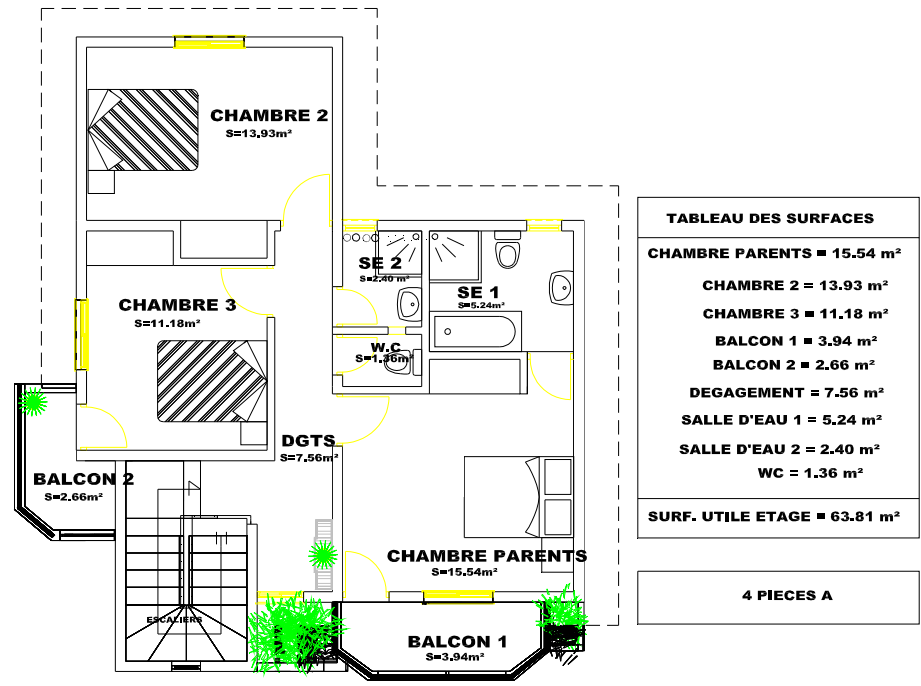 CHAMBRE 2
S=13.93m²
CHAMBRE 3
S=11.18m²
SE 2
S=2.40 m²
SE 1
S=5.24m²
W.C
S=1.36m²
DGTS
S=7.56m²
BALCON 2
S=2.66m²
CHAMBRE PARENTS
S=15.54m²
ESCALIERS
BALCON 1
S=3.94m²
TABLEAU DES SURFACES
CHAMBRE PARENTS = 15.54 m²
CHAMBRE 2 = 13.93 m²
CHAMBRE 3 = 11.18 m²
BALCON 1 = 3.94 m²
BALCON 2 = 2.66 m²
DEGAGEMENT = 7.56 m²
SALLE D'EAU 1 = 5.24 m²
SALLE D'EAU 2 = 2.40 m²
WC = 1.36 m²
SURF. UTILE ETAGE = 63.81 m²
4 PIECES A